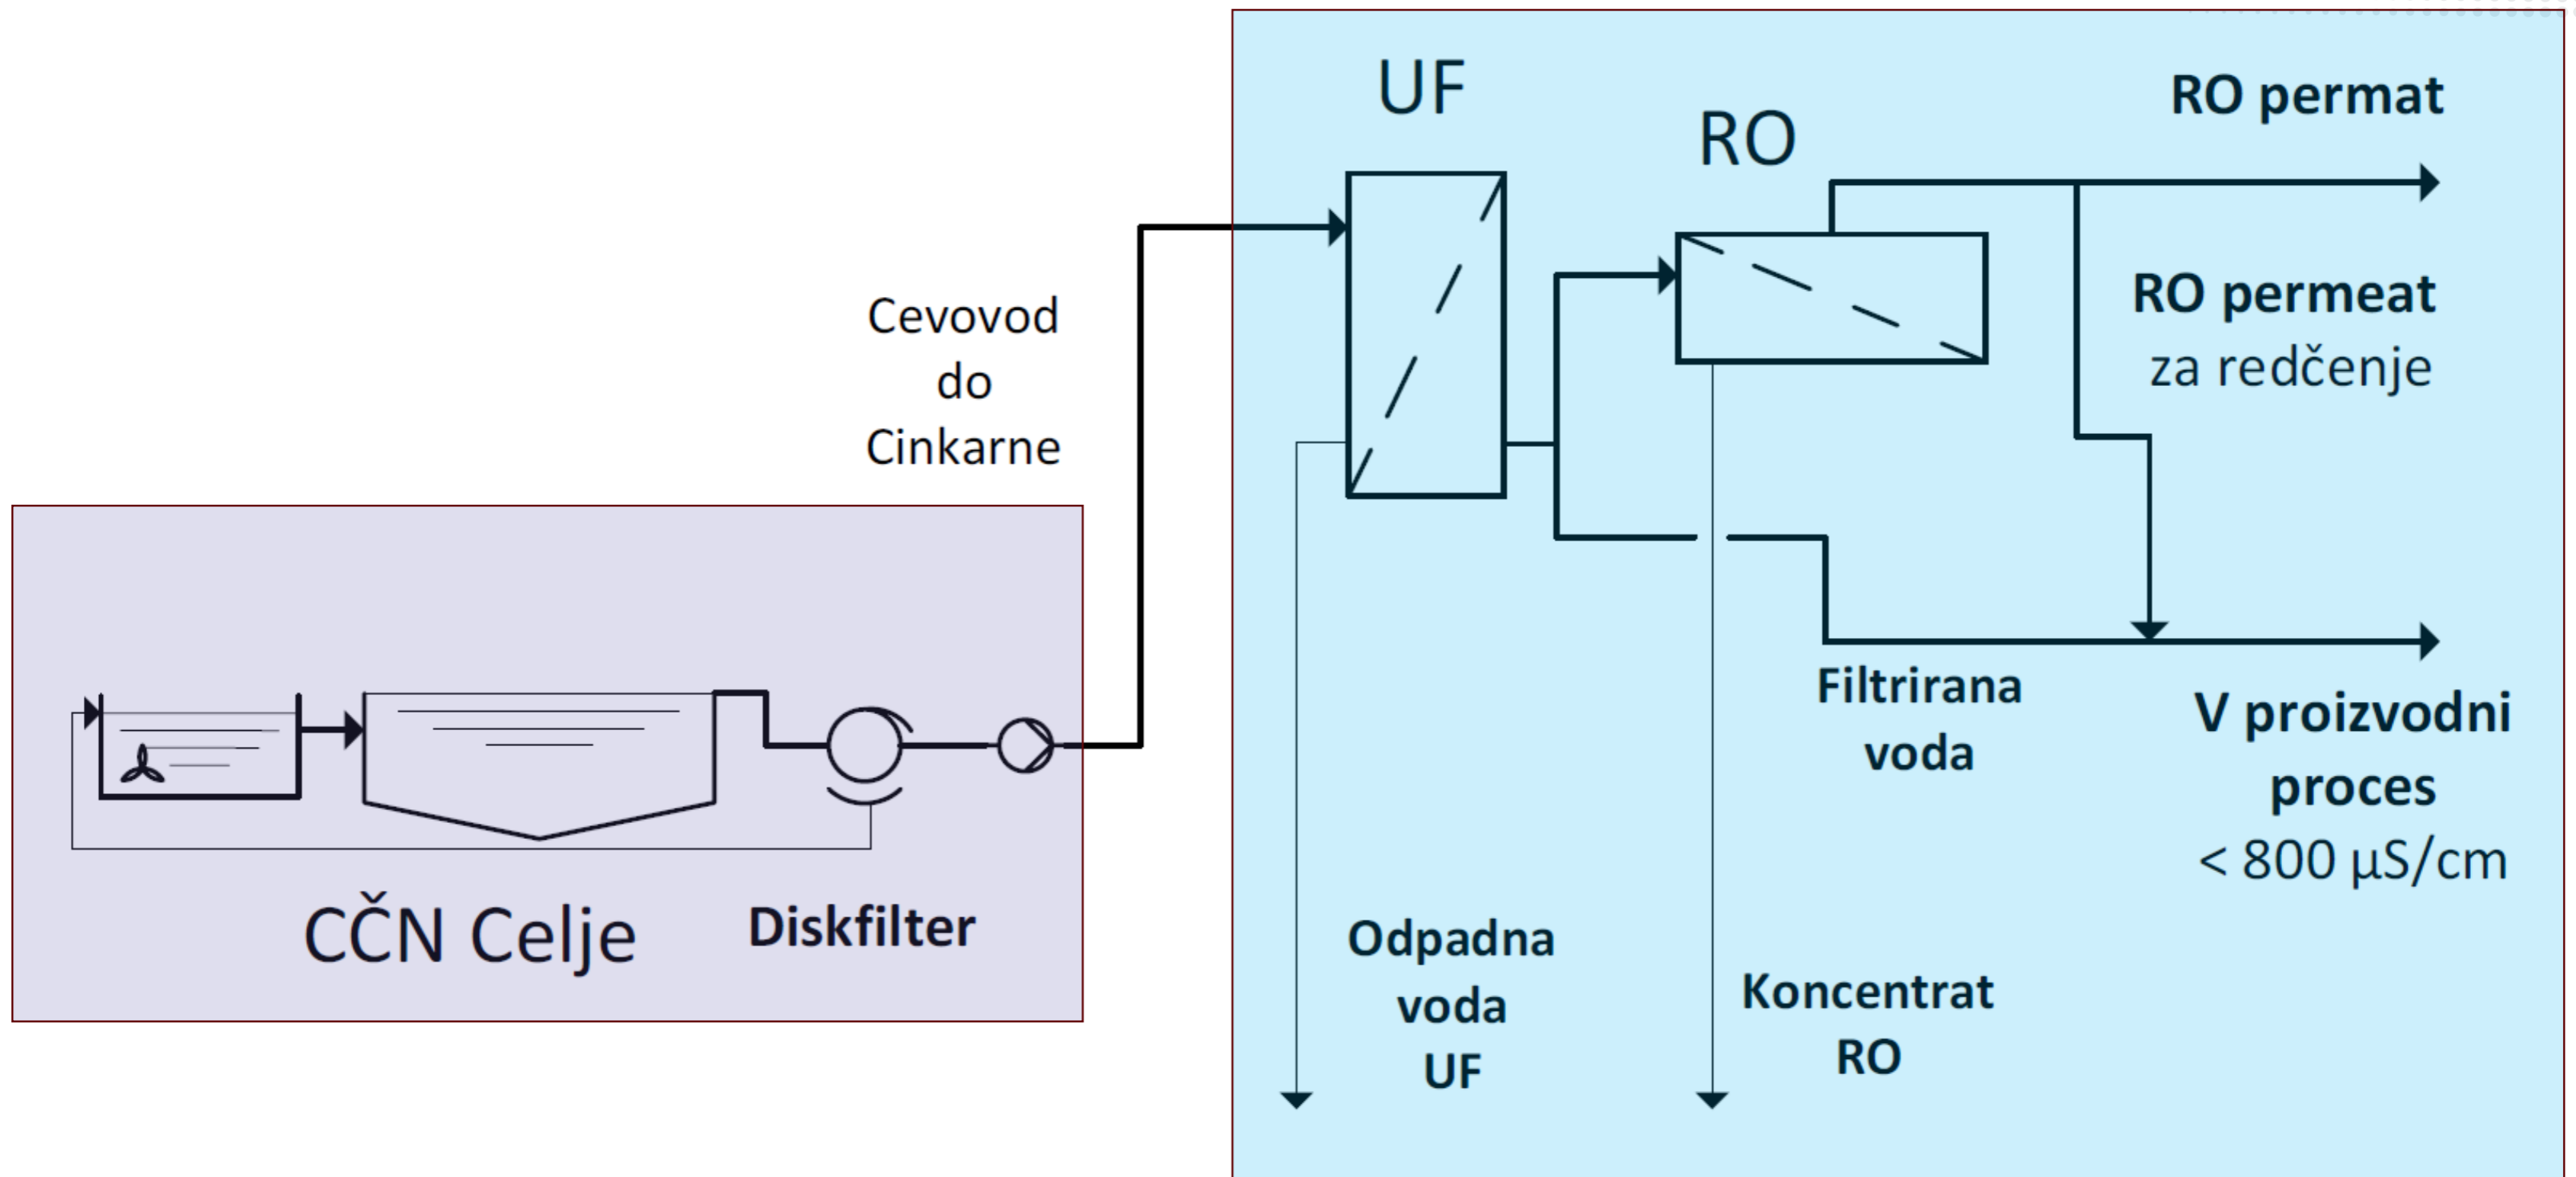 UF
RO
RO permat
RO permeat
za redčenje
Cevovod
do
Cinkarne
Filtrirana
voda
V proizvodni
proces
< 800 µS/cm
CČN Celje
Diskfilter
Odpadna
voda
UF
Koncentrat
RO